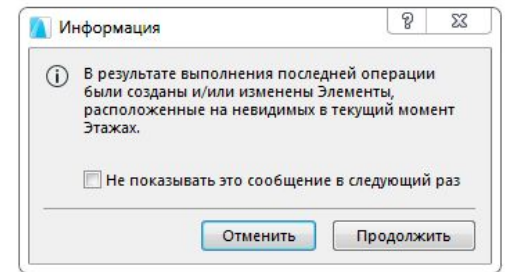 Информация
В результате выполнения последней операции
были созданы и/или изменены Элементы,
расположенные на невидимых в текущий момент
Этажах.
Не показывать это сообщение в следующий раз
Отменить
Продолжить